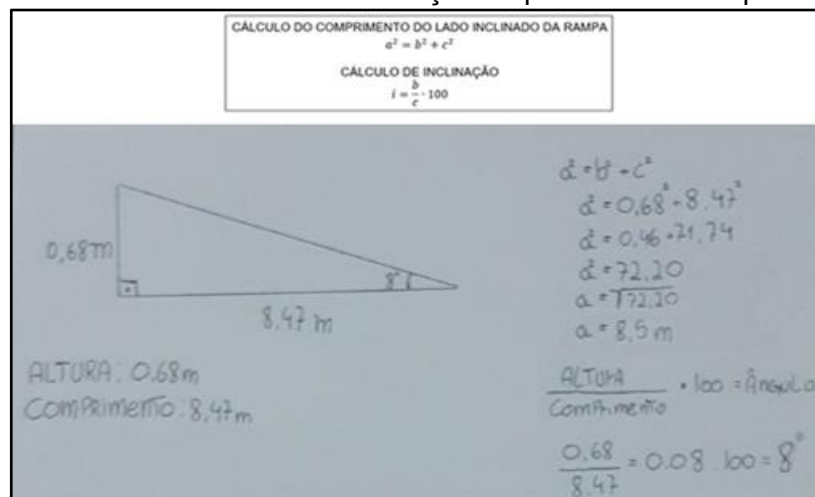 CÁLCULO DO COMPRIMENTO DO LADO INCLINADO DA RAMPA
a² = b² + c²
CÁLCULO DE INCLINAÇÃO
i = b/c · 100
0,68m
8°
8,47 m
ALTURA: 0.68m
COMPRIMENTO: 8,47m
a² = b² + c²
a² = 0,68² + 8,47²
a² = 0,46 + 71,74
a² = 72,20
a = √72,20
a = 8,5 m
ALTURA / COMPRIMENTO • 100 = ÂNGULO
0,68 / 8,47 = 0.08 100 = 8°